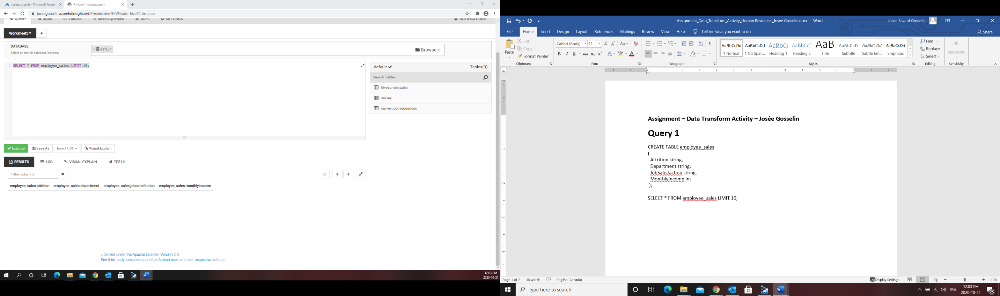 joseegosselin - Microsoft Azure
Ambari - joseegosselin
joseegosselin.azurehdinsight.net/#/main/view/HIVE/auto_hive20_instance
QUERY JOBS TABLES SAVED QUERIES UDFs SETTINGS NOTIFICATIONS
Worksheet3 * +
DATABASE
Select or search database/schema
× default
Browse
1 SELECT * FROM employee_sales LIMIT 10;
default Tables(3)
Search Tables
hivesampletable
survey
survey_consequences
Execute Save As Insert UDF Visual Explain
RESULTS LOG VISUAL EXPLAIN TEZ UI
Filter columns
employee_sales.attrition employee_sales.department employee_sales.jobsatisfaction employee_sales.monthlyincome
Licensed under the Apache License, Version 2.0.
See third-party tools/resources that Ambari uses and their respective authors
12:03 PM
2020-10-21
Assignment_Data_Transform_Activity_Human Resources_Josee Gosselin.docx - Word
Josee Savard Gosselin
File Home Insert Design Layout References Mailings Review View Help Tell me what you want to do
Share
Paste
Cut
Copy
Format Painter
Clipboard
Calibri (Body) 11
Font
Paragraph
AaBbCcDd AaBbCcDd AaBbCc AaBbCcE AaB AaBbCcD AaBbCcDd AaBbCcDd
¶ Normal ¶ No Spac... Heading 1 Heading 2 Title Subtitle Subtle Em... Emphasis
Styles
Find
Replace
Select
Editing
Sensitivity
Sensitivity
Assignment – Data Transform Activity – Josée Gosselin
Query 1
CREATE TABLE employee_sales
(
Attrition string,
Department string,
JobSatisfaction string,
MonthlyIncome int
);
SELECT * FROM employee_sales LIMIT 10;
Page 1 of 2 35 words English (Canada)
Display Settings
110%
Type here to search
FRA
12:03 PM
2020-10-21
25